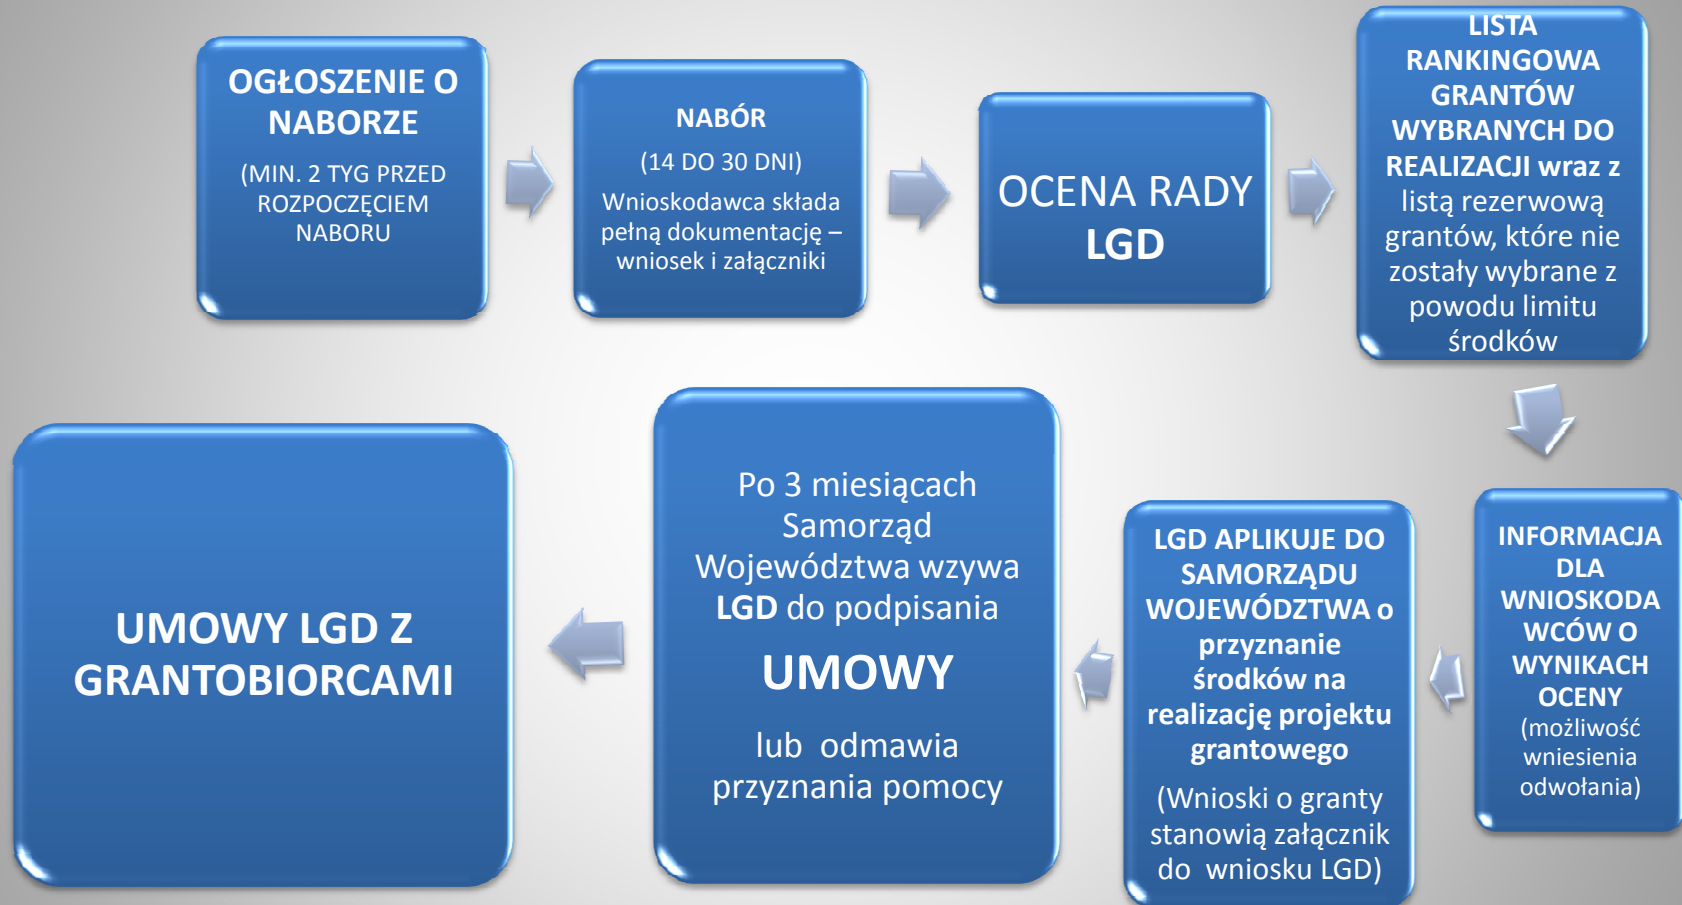 OGŁOSZENIE O
NABORZE
(MIN. 2 TYG PRZED
ROZPOCZĘCIEM
NABORU
NABÓR
(14 DO 30 DNI)
Wnioskodawca składa
pełną dokumentację –
wniosek i załączniki
OCENA RADY
LGD
LISTA
RANKINGOWA
GRANTÓW
WYBRANYCH DO
REALIZACJI wraz z
listą rezerwową
grantów, które nie
zostały wybrane z
powodu limitu
środków
INFORMACJA
DLA
WNIOSKODA
WCÓW O
WYNIKACH
OCENY
(możliwość
wniesienia
odwołania)
LGD APLIKUJE DO
SAMORZĄDU
WOJEWÓDZTWA o
przyznanie
środków na
realizację projektu
grantowego
(Wnioski o granty
stanowią załącznik
do wniosku LGD)
Po 3 miesiącach
Samorząd
Województwa wzywa
LGD do podpisania
UMOWY
lub odmawia
przyznania pomocy
UMOWY LGD Z
GRANTOBIORCAMI